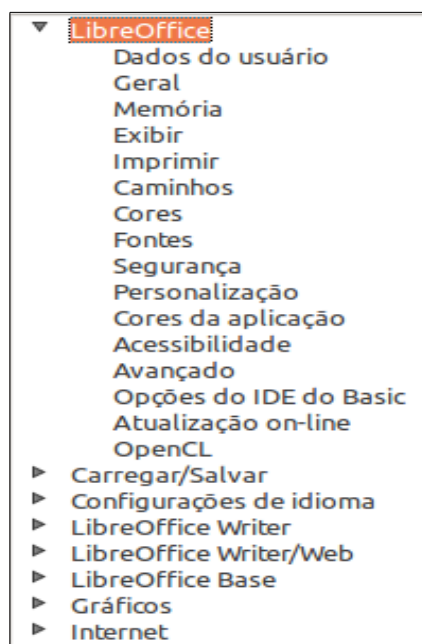 LibreOffice
Dados do usuário
Geral
Memória
Exibir
Imprimir
Caminhos
Cores
Fontes
Segurança
Personalização
Cores da aplicação
Acessibilidade
Avançado
Opções do IDE do Basic
Atualização on-line
OpenCL
Carregar/Salvar
Configurações de idioma
LibreOffice Writer
LibreOffice Writer/Web
LibreOffice Base
Gráficos
Internet